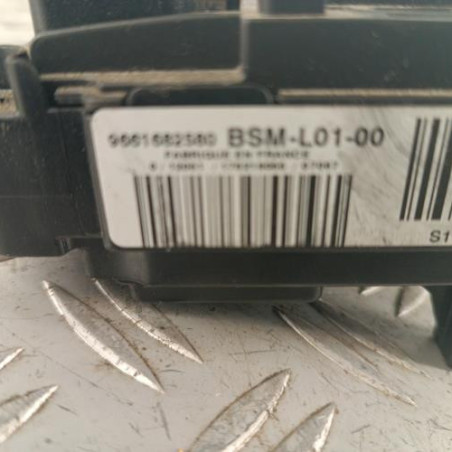 9661682580 BSM-L01-00
FABRIQUE EN FRANCE
S1